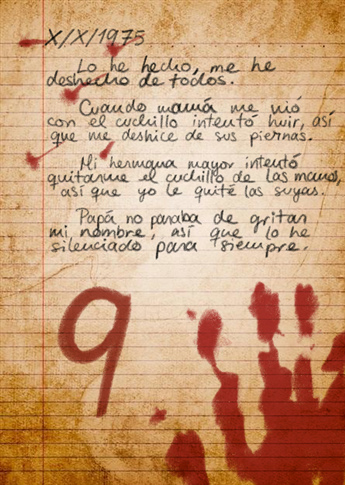 X/X/1975
Lo he hecho, me he
deshecho de todos.
Cuando mamá me vió
con el cuchillo intentó huir, así
que me deshice de sus piernas.
Mi hermana mayor intentó
quitarme el cuchillo de las manos,
así que yo le quité las suyas.
Papá no paraba de gritar
mi nombre, así que lo he
silenciado para siempre.
9